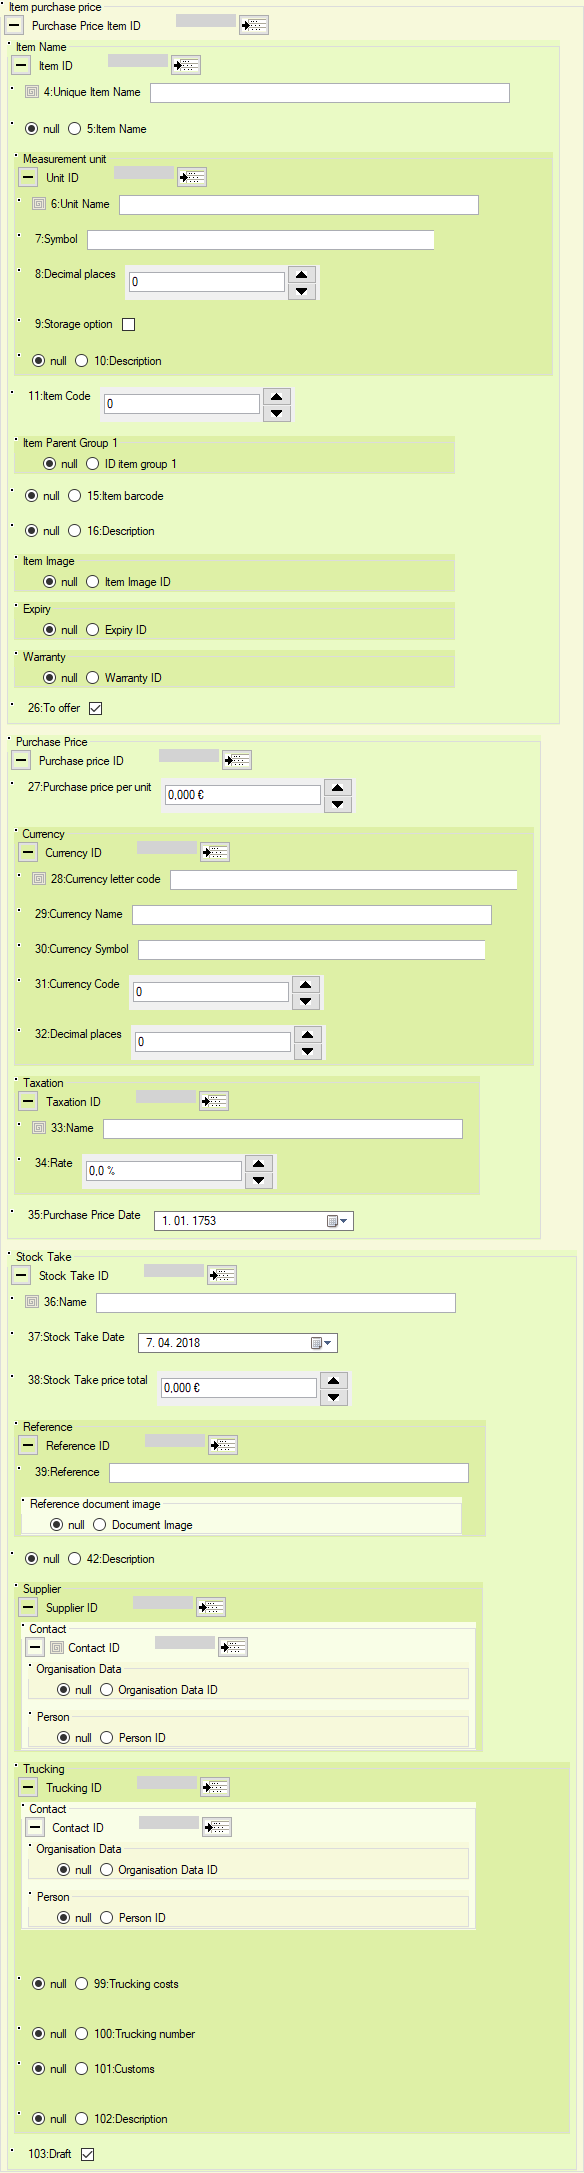 Item purchase price
Purchase Price Item ID
Item Name
Item ID
4:Unique Item Name
null 5:Item Name
Measurement unit
Unit ID
6:Unit Name
7:Symbol
8:Decimal places 0
9:Storage option
null 10:Description
11:Item Code 0
Item Parent Group 1
null ID item group 1
null 15:Item barcode
null 16:Description
Item Image
null Item Image ID
Expiry
null Expiry ID
Warranty
null Warranty ID
26:To offer
Purchase Price
Purchase price ID
27:Purchase price per unit 0,000 €
Currency
Currency ID
28:Currency letter code
29:Currency Name
30:Currency Symbol
31:Currency Code 0
32:Decimal places 0
Taxation
Taxation ID
33:Name
34:Rate 0,0 %
35:Purchase Price Date 1. 01. 1753
Stock Take
Stock Take ID
36:Name
37:Stock Take Date 7. 04. 2018
38:Stock Take price total 0,000 €
Reference
Reference ID
39:Reference
Reference document image
null Document Image
null 42:Description
Supplier
Supplier ID
Contact
Contact ID
Organisation Data
null Organisation Data ID
Person
null Person ID
Trucking
Trucking ID
Contact
Contact ID
Organisation Data
null Organisation Data ID
Person
null Person ID
null 99:Trucking costs
null 100:Trucking number
null 101:Customs
null 102:Description
103:Draft